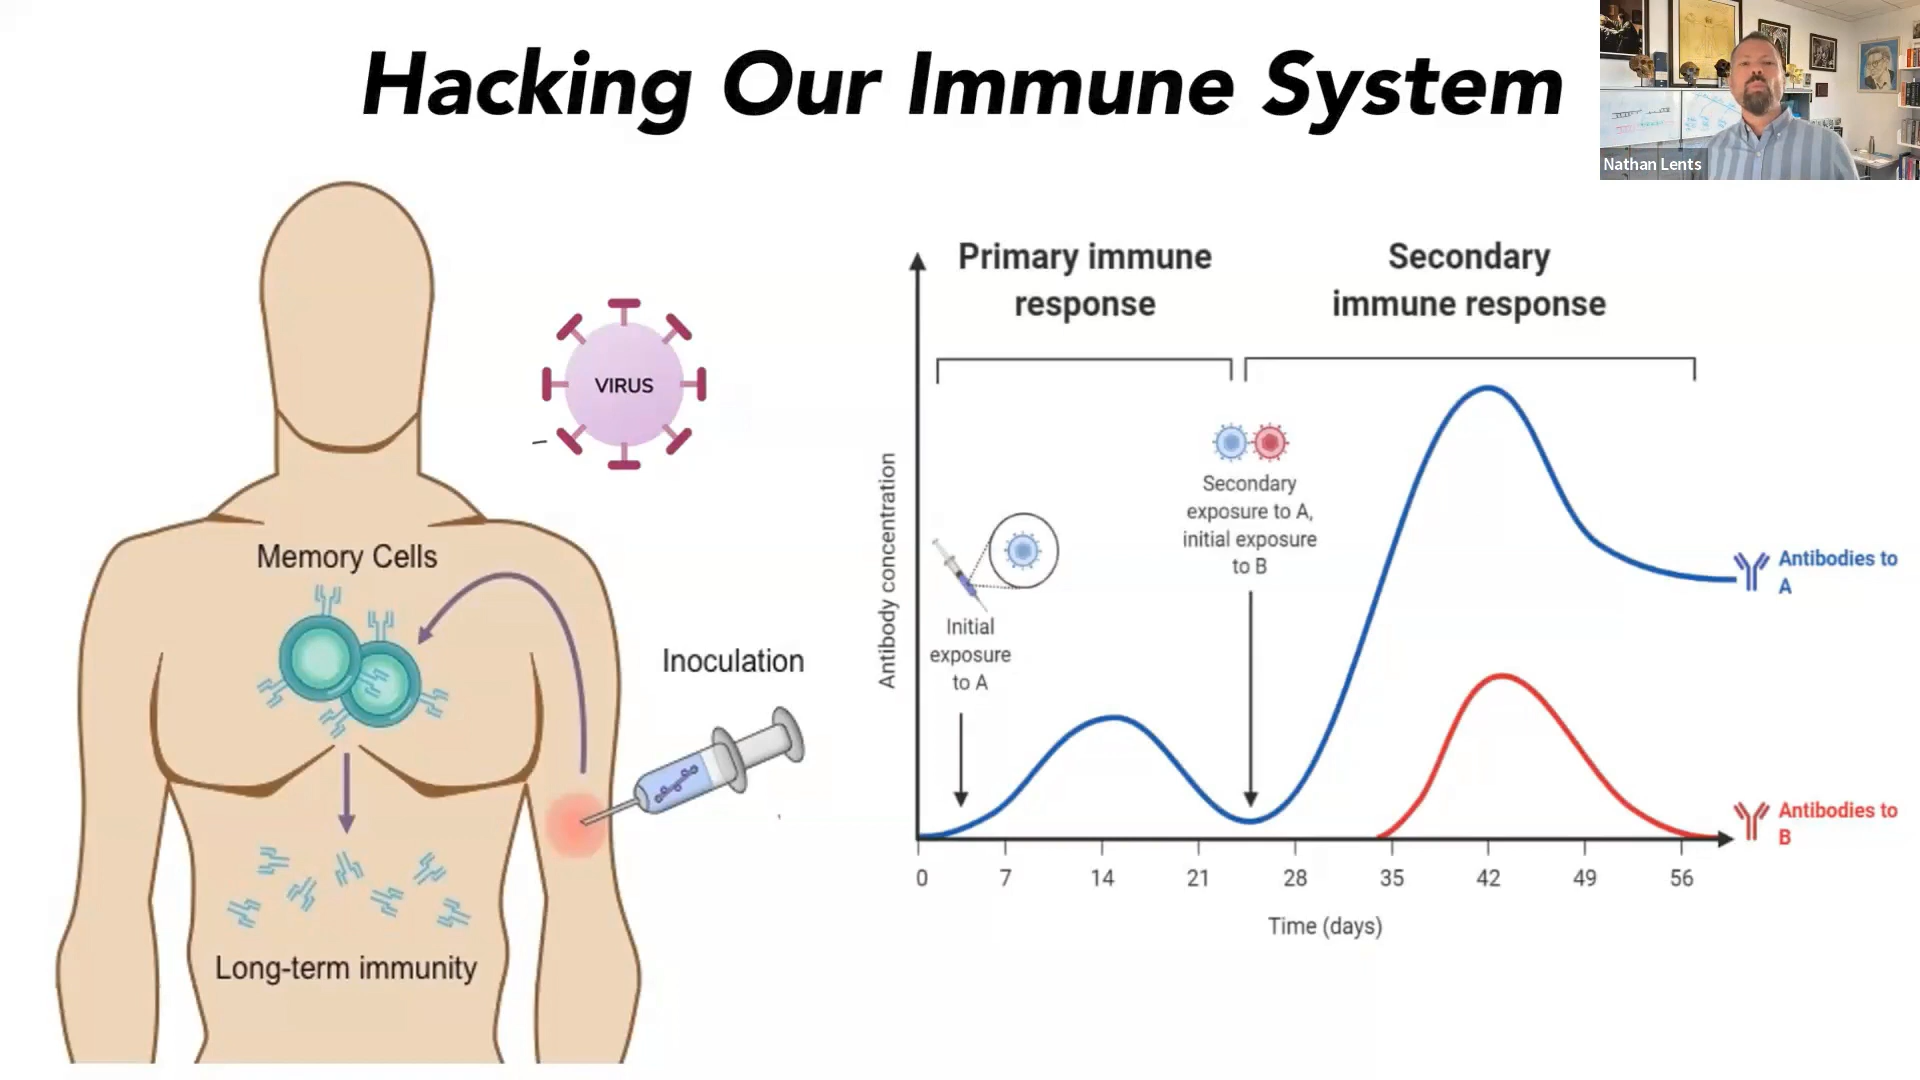 Hacking Our Immune System
Nathan Lents
VIRUS
Memory Cells
Inoculation
Long-term immunity
Primary immune
response
Secondary
immune response
Antibody concentration
Initial
exposure
to A
Secondary
exposure to A,
initial exposure
to B
Antibodies to
A
Antibodies to
B
0 7 14 21 28 35 42 49 56
Time (days)